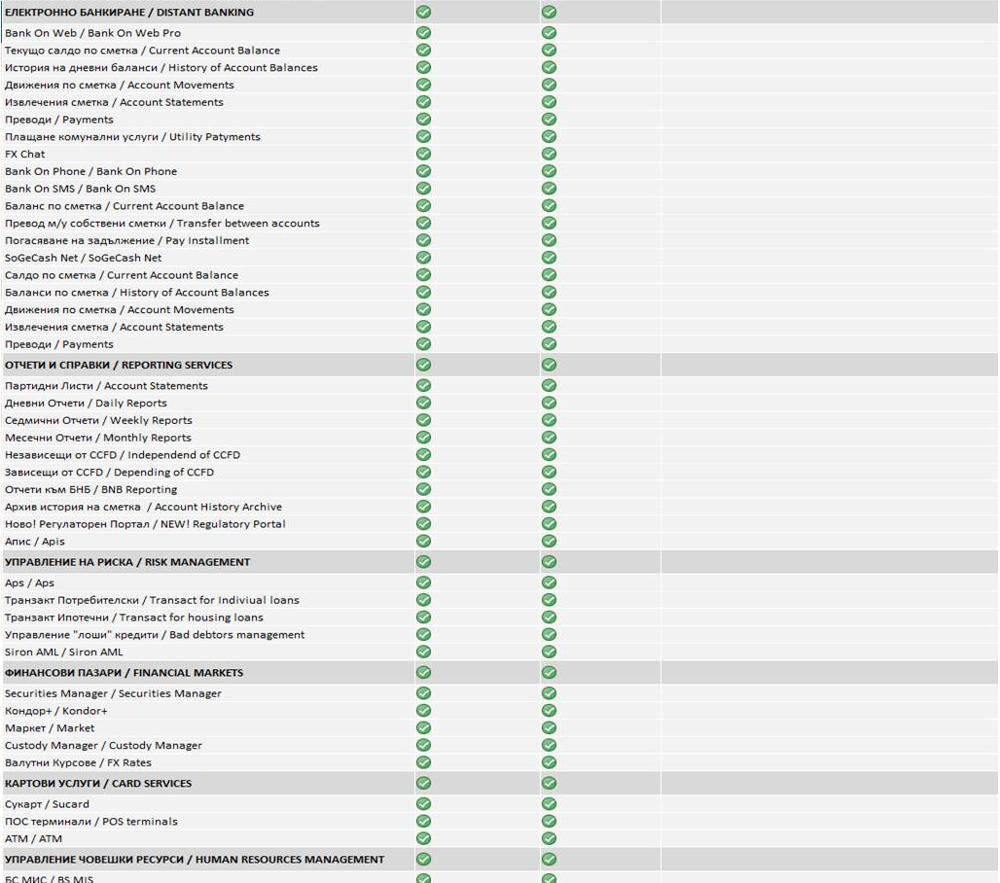 ЕЛЕКТРОННО БАНКИРАНЕ / DISTANT BANKING
Bank On Web / Bank On Web Pro
Текущо салдо по сметка / Current Account Balance
История на дневни баланси / History of Account Balances
Движения по сметка / Account Movements
Извлечения сметка / Account Statements
Преводи / Payments
Плащане комунални услуги / Utility Patyments
FX Chat
Bank On Phone / Bank On Phone
Bank On SMS / Bank On SMS
Баланс по сметка / Current Account Balance
Превод м/у собствени сметки / Transfer between accounts
Погасяване на задължение / Pay Installment
SoGeCash Net / SoGeCash Net
Салдо по сметка / Current Account Balance
Баланси по сметка / History of Account Balances
Движения по сметка / Account Movements
Извлечения сметка / Account Statements
Преводи / Payments
ОТЧЕТИ И СПРАВКИ / REPORTING SERVICES
Партидни Листи / Account Statements
Дневни Отчети / Daily Reports
Седмични Отчети / Weekly Reports
Месечни Отчети / Monthly Reports
Независещи от CCFD / Independend of CCFD
Зависещи от CCFD / Depending of CCFD
Отчети към БНБ / BNB Reporting
Архив история на сметка / Account History Archive
Ново! Регулаторен Портал / NEW! Regulatory Portal
Апис / Apis
УПРАВЛЕНИЕ НА РИСКА / RISK MANAGEMENT
Aps / Aps
Транзакт Потребителски / Transact for Indiviual loans
Транзакт Ипотечни / Transact for housing loans
Управление "лоши" кредити / Bad debtors management
Siron AML / Siron AML
ФИНАНСОВИ ПАЗАРИ / FINANCIAL MARKETS
Securities Manager / Securities Manager
Кондор+ / Kondor+
Маркет / Market
Custody Manager / Custody Manager
Валутни Курсове / FX Rates
КАРТОВИ УСЛУГИ / CARD SERVICES
Сукарт / Sucard
ПОС терминали / POS terminals
ATM / ATM
УПРАВЛЕНИЕ ЧОВЕШКИ РЕСУРСИ / HUMAN RESOURCES MANAGEMENT
БС МИС / BS MIS